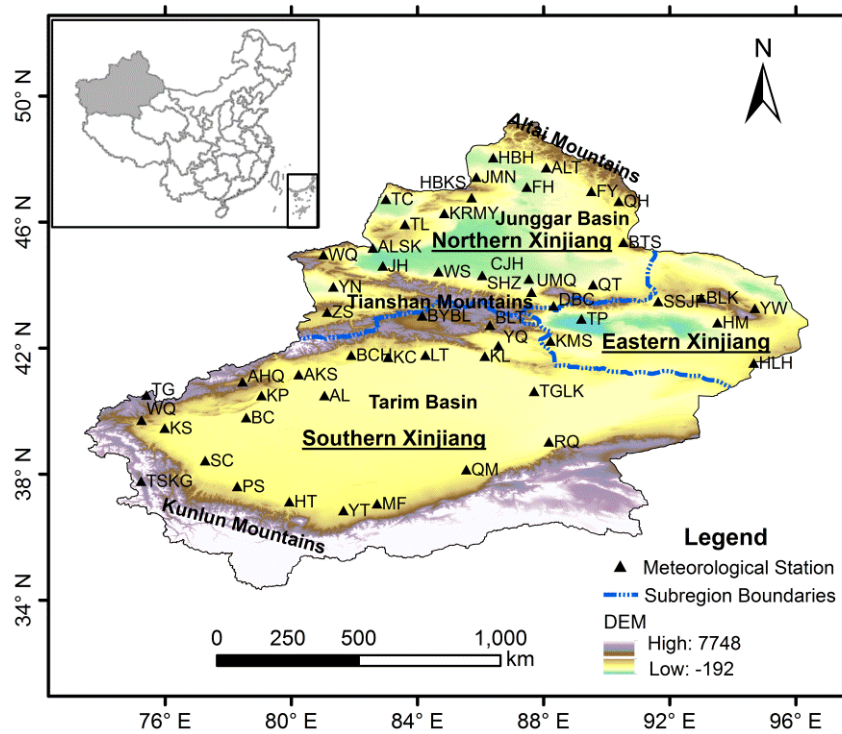 N
50° N
46° N
42° N
38° N
34° N
Altai Mountains
HBH
ALT
JMN
HBKS
FH
FY
QH
TC
KRMY
Junggar Basin
TL
Northern Xinjiang
BTS
WQ
ALSK
JH
WS
CJH
SHZ
UMQ
QT
YN
Tianshan Mountains
DBC
SSJF
BLK
YW
ZS
BYBL
BLT
TP
HM
YQ
KMS
Eastern Xinjiang
BCH
KC
LT
KL
HLH
TG
AHQ
AKS
KP
AL
TGLK
WQ
Tarim Basin
KS
BC
Southern Xinjiang
RQ
SC
QM
TSKG
PS
HT
YT
MF
Kunlun Mountains
Legend
Meteorological Station
Subregion Boundaries
DEM
High: 7748
Low: -192
0 250 500 1,000
km
76° E 80° E 84° E 88° E 92° E 96° E